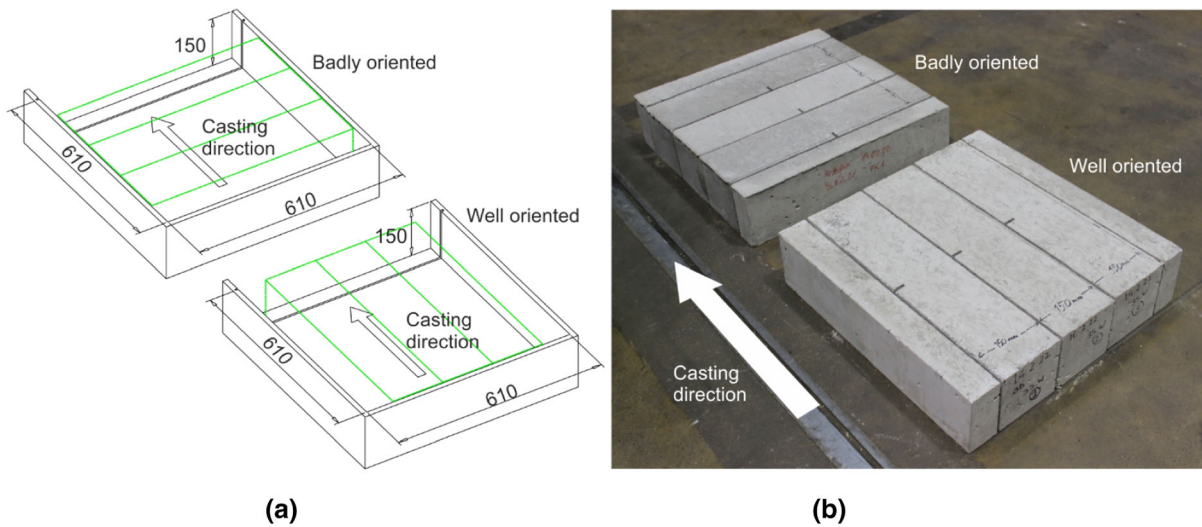 150
Badly oriented
Casting
direction
610
610
Well oriented
150
Casting
direction
610
610
(a)
Badly oriented
Well oriented
150mm
Casting
direction
(b)